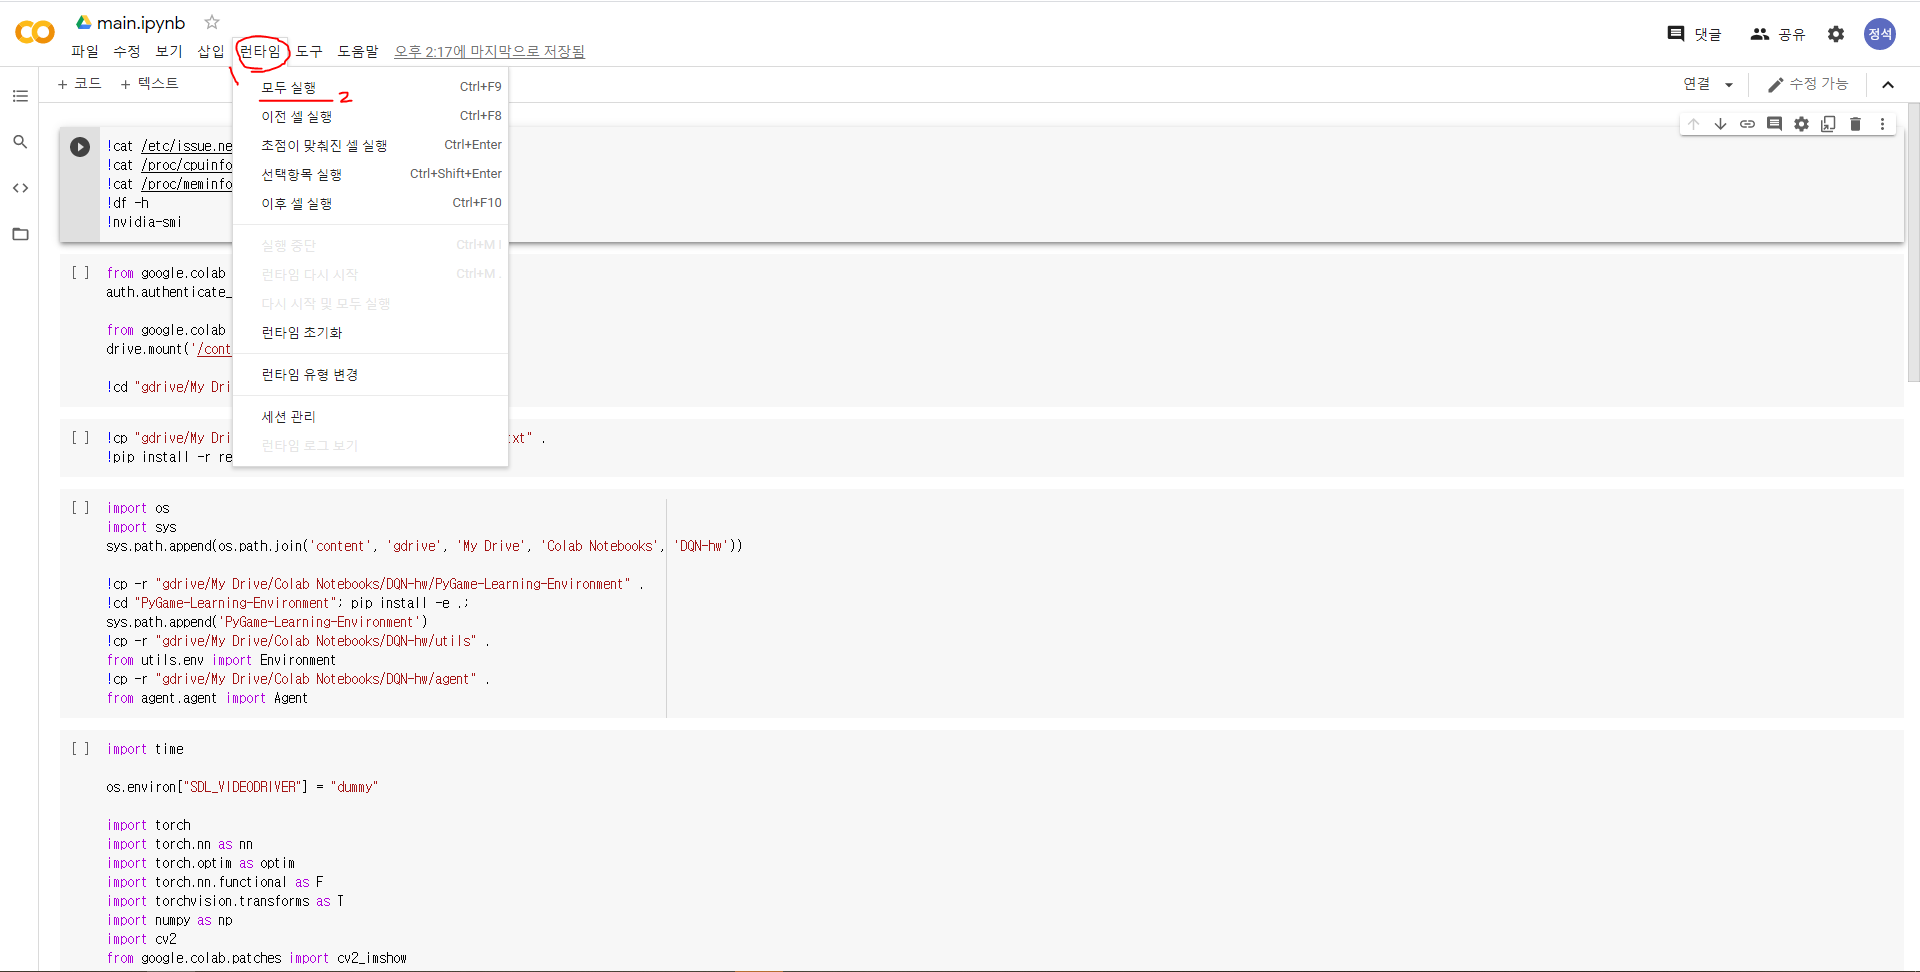 main.ipynb
파일 수정 보기 삽입 런타임 도구 도움말 오후 2:17에 마지막으로 저장됨
댓글 공유 정석
+ 코드 + 텍스트
연결 수정 가능
1
모두 실행 Ctrl+F9
2
이전 셀 실행 Ctrl+F8
초점이 맞춰진 셀 실행 Ctrl+Enter
선택항목 실행 Ctrl+Shift+Enter
이후 셀 실행 Ctrl+F10
실행 중단 Ctrl+M I
런타임 다시 시작 Ctrl+M .
다시 시작 및 모두 실행
런타임 초기화
런타임 유형 변경
세션 관리
런타임 로그 보기
!cat /etc/issue.ne
!cat /proc/cpuinfo
!cat /proc/meminfo
!df -h
!nvidia-smi
[ ] from google.colab
auth.authenticate_
from google.colab
drive.mount('/cont
!cd "gdrive/My Dri
[ ] !cp "gdrive/My Dri xt" .
!pip install -r re
[ ] import os
import sys
sys.path.append(os.path.join('content', 'gdrive', 'My Drive', 'Colab Notebooks', 'DQN-hw'))
!cp -r "gdrive/My Drive/Colab Notebooks/DQN-hw/PyGame-Learning-Environment" .
!cd "PyGame-Learning-Environment"; pip install -e .;
sys.path.append('PyGame-Learning-Environment')
!cp -r "gdrive/My Drive/Colab Notebooks/DQN-hw/utils" .
from utils.env import Environment
!cp -r "gdrive/My Drive/Colab Notebooks/DQN-hw/agent" .
from agent.agent import Agent
[ ] import time
os.environ["SDL_VIDEODRIVER"] = "dummy"
import torch
import torch.nn as nn
import torch.optim as optim
import torch.nn.functional as F
import torchvision.transforms as T
import numpy as np
import cv2
from google.colab.patches import cv2_imshow